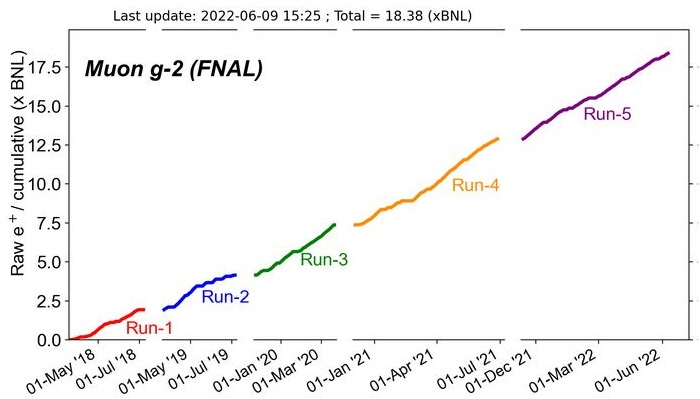 Last update: 2022-06-09 15:25 ; Total = 18.38 (xBNL)
Muon g-2 (FNAL)
Raw e + / cumulative (x BNL)
17.5
15.0
12.5
10.0
7.5
5.0
2.5
0.0
Run-1
Run-2
Run-3
Run-4
Run-5
01-May '18
01-Jul '18
01-May '19
01-Jul '19
01-Jan '20
01-Mar '20
01-Jan '21
01-Apr '21
01-Jul '21
01-Dec '21
01-Mar '22
01-Jun '22